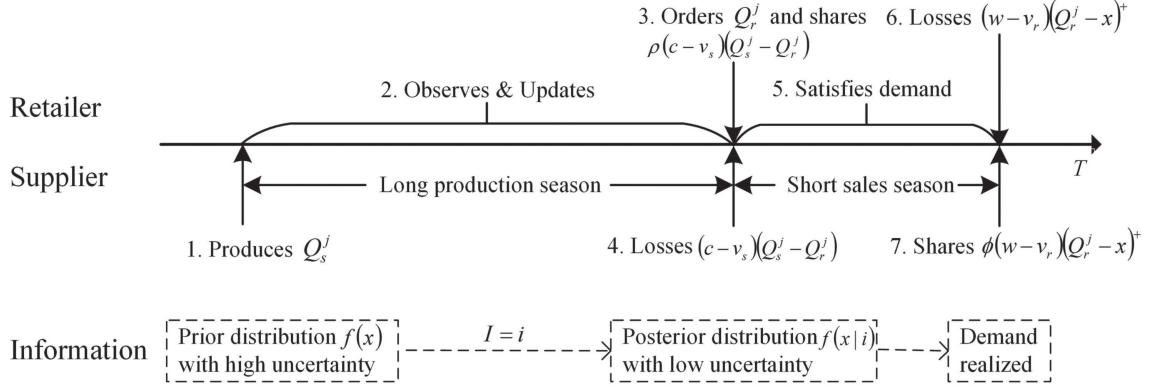 3. Orders Q_r^j and shares
ρ(c−v_s)(Q_s^j−Q_r^j)
6. Losses (w−v_r)(Q_r^j−x)^+
2. Observes & Updates
5. Satisfies demand
Retailer
Supplier
T
Long production season
Short sales season
1. Produces Q_s^j
4. Losses (c−v_s)(Q_s^j−Q_r^j)
7. Shares ϕ(w−v_r)(Q_r^j−x)^+
Information
Prior distribution f(x)
with high uncertainty
I = i
Posterior distribution f(x|i)
with low uncertainty
Demand
realized